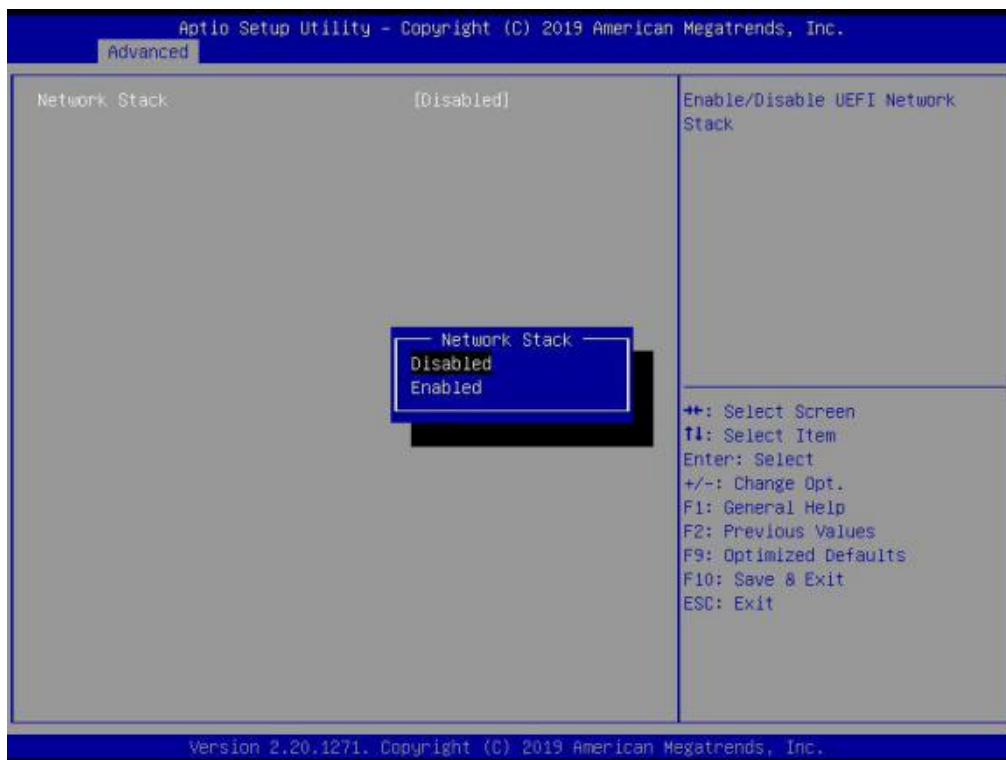 Aptio Setup Utility – Copyright (C) 2019 American Megatrends, Inc.
Advanced
Network Stack [Disabled]
Enable/Disable UEFI Network
Stack
Network Stack
Disabled
Enabled
→←: Select Screen
↑↓: Select Item
Enter: Select
+/-: Change Opt.
F1: General Help
F2: Previous Values
F9: Optimized Defaults
F10: Save & Exit
ESC: Exit
Version 2.20.1271. Copyright (C) 2019 American Megatrends, Inc.